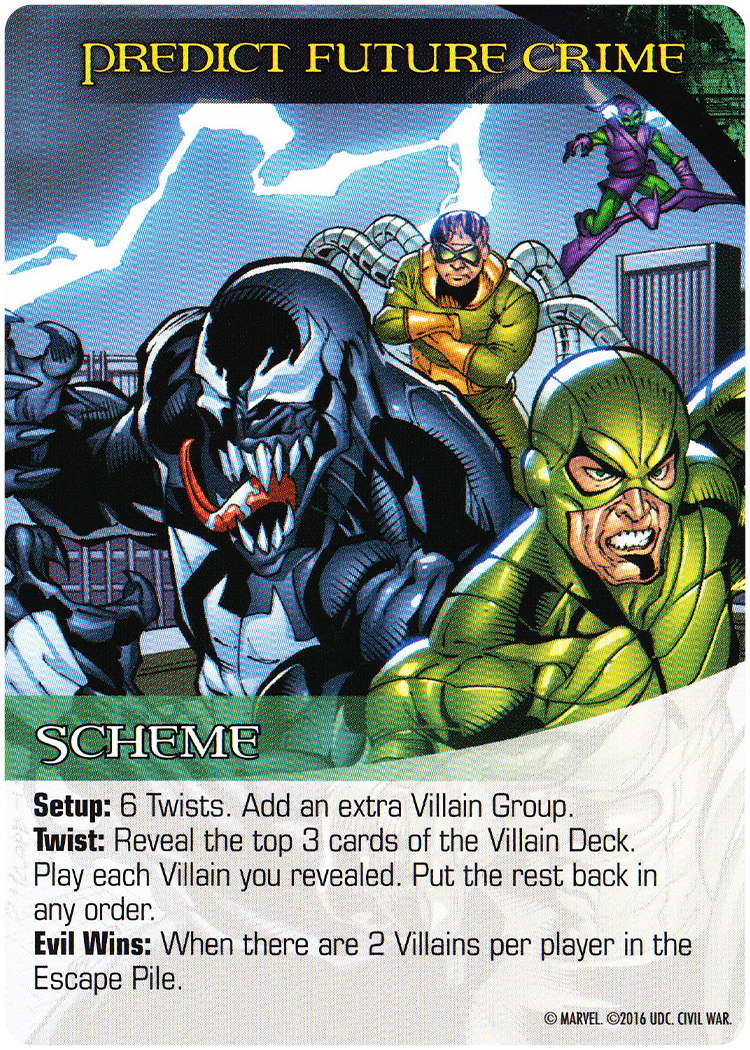 PREDICT FUTURE CRIME
SCHEME
Setup: 6 Twists. Add an extra Villain Group.
Twist: Reveal the top 3 cards of the Villain Deck.
Play each Villain you revealed. Put the rest back in
any order.
Evil Wins: When there are 2 Villains per player in the
Escape Pile.
© MARVEL. ©2016 UDC. CIVIL WAR.